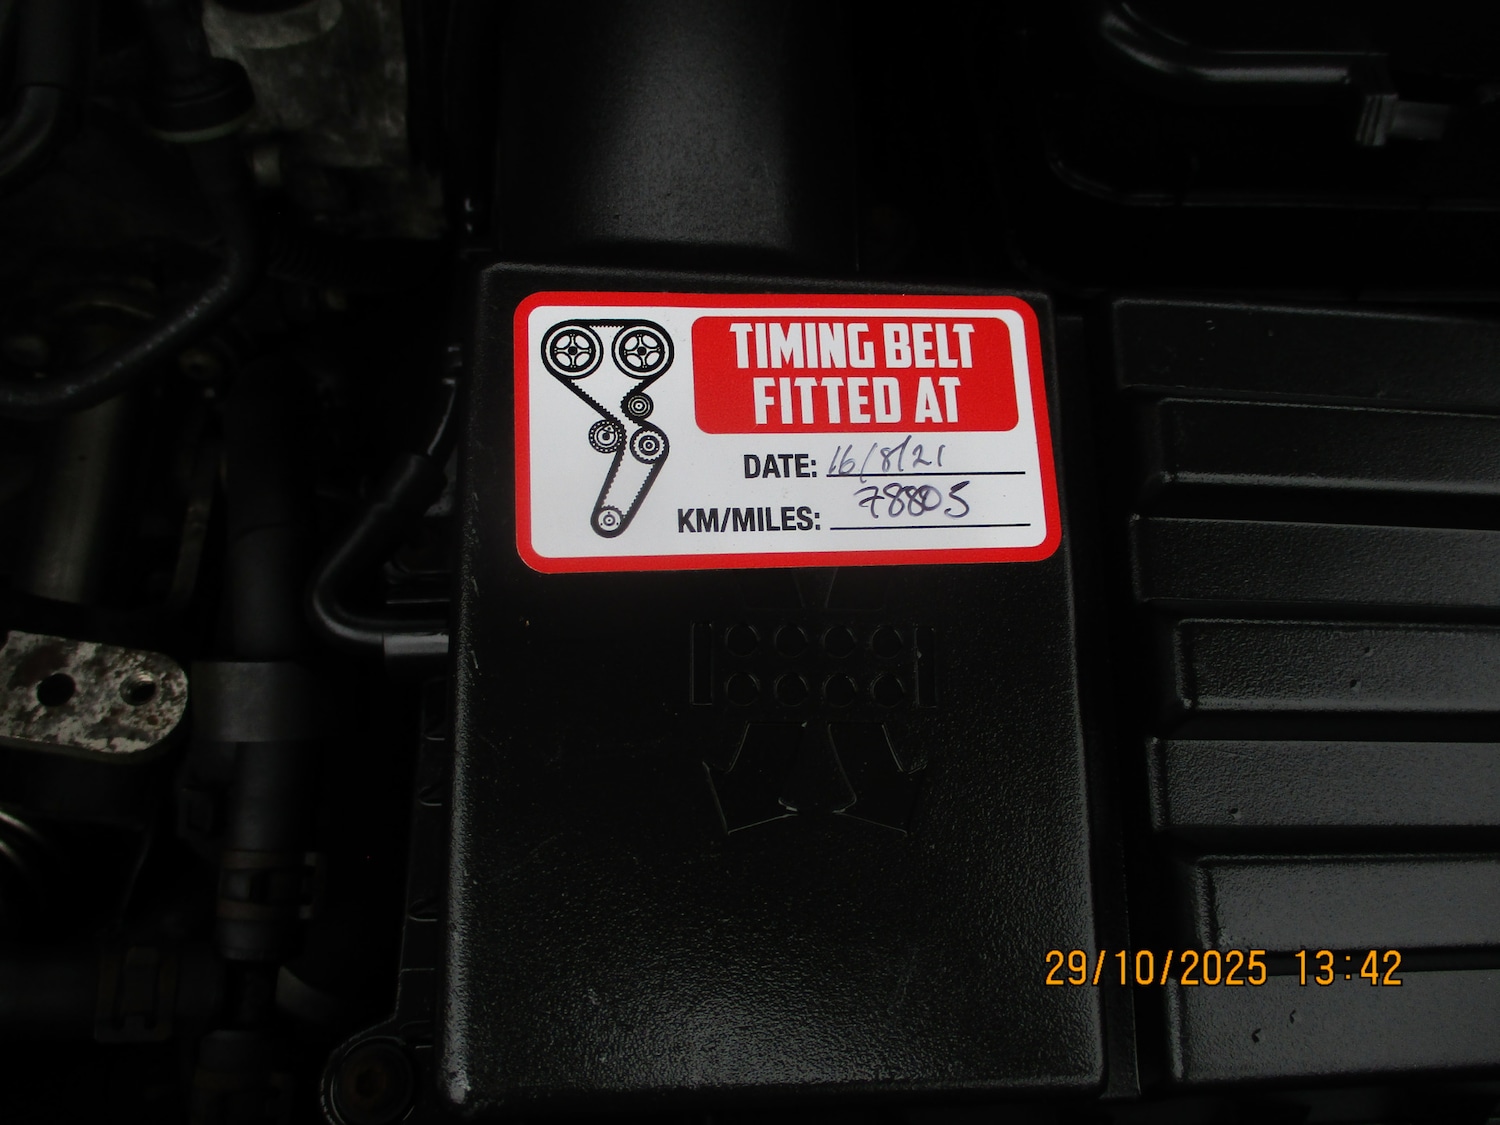 TIMING BELT
FITTED AT
DATE: 16/8/21
KM/MILES: 78805
29/10/2025 13:42